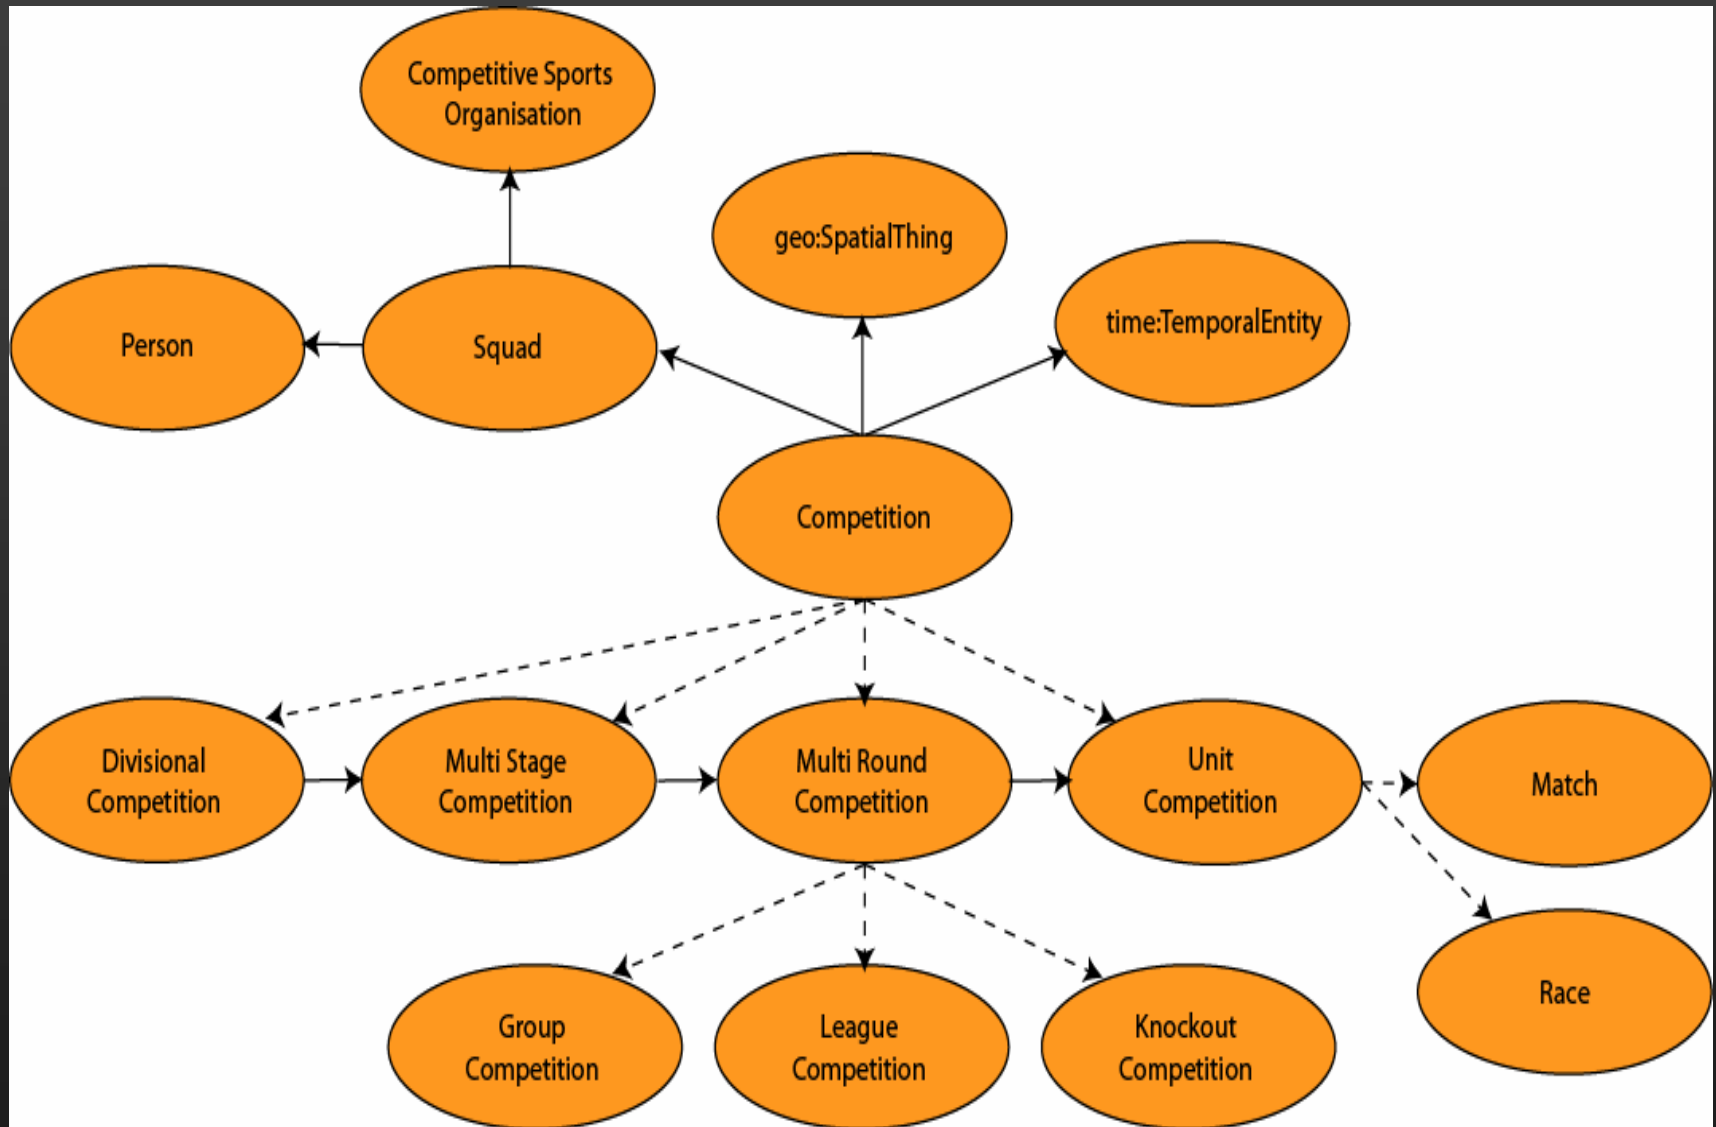 Competitive Sports
Organisation
geo:SpatialThing
time:TemporalEntity
Person
Squad
Competition
Divisional
Competition
Multi Stage
Competition
Multi Round
Competition
Unit
Competition
Match
Race
Group
Competition
League
Competition
Knockout
Competition